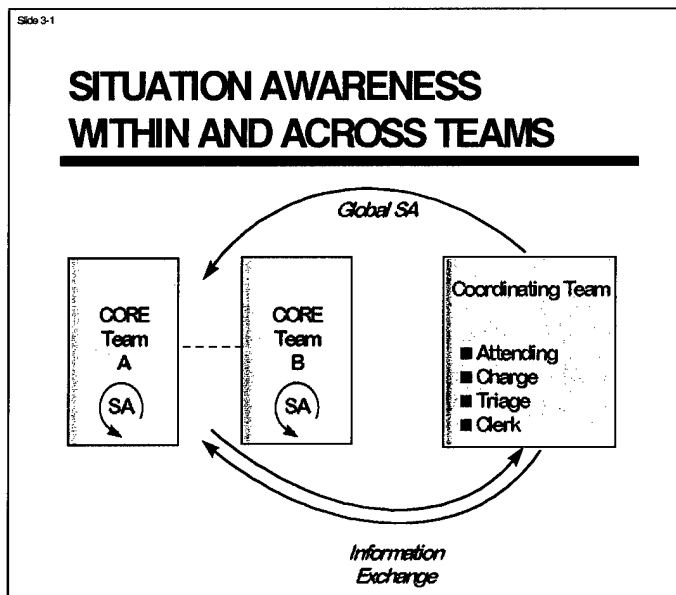 Slide 3-1
SITUATION AWARENESS
WITHIN AND ACROSS TEAMS
Global SA
CORE
Team
A
SA
CORE
Team
B
SA
Coordinating Team
■ Attending
■ Charge
■ Triage
■ Clerk
Information
Exchange